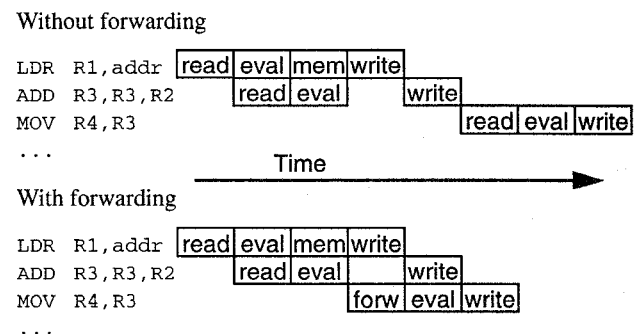 Without forwarding
LDR R1,addr read eval mem write
ADD R3,R3,R2 read eval write
MOV R4,R3 read eval write
...
Time
With forwarding
LDR R1,addr read eval mem write
ADD R3,R3,R2 read eval write
MOV R4,R3 forw eval write
...